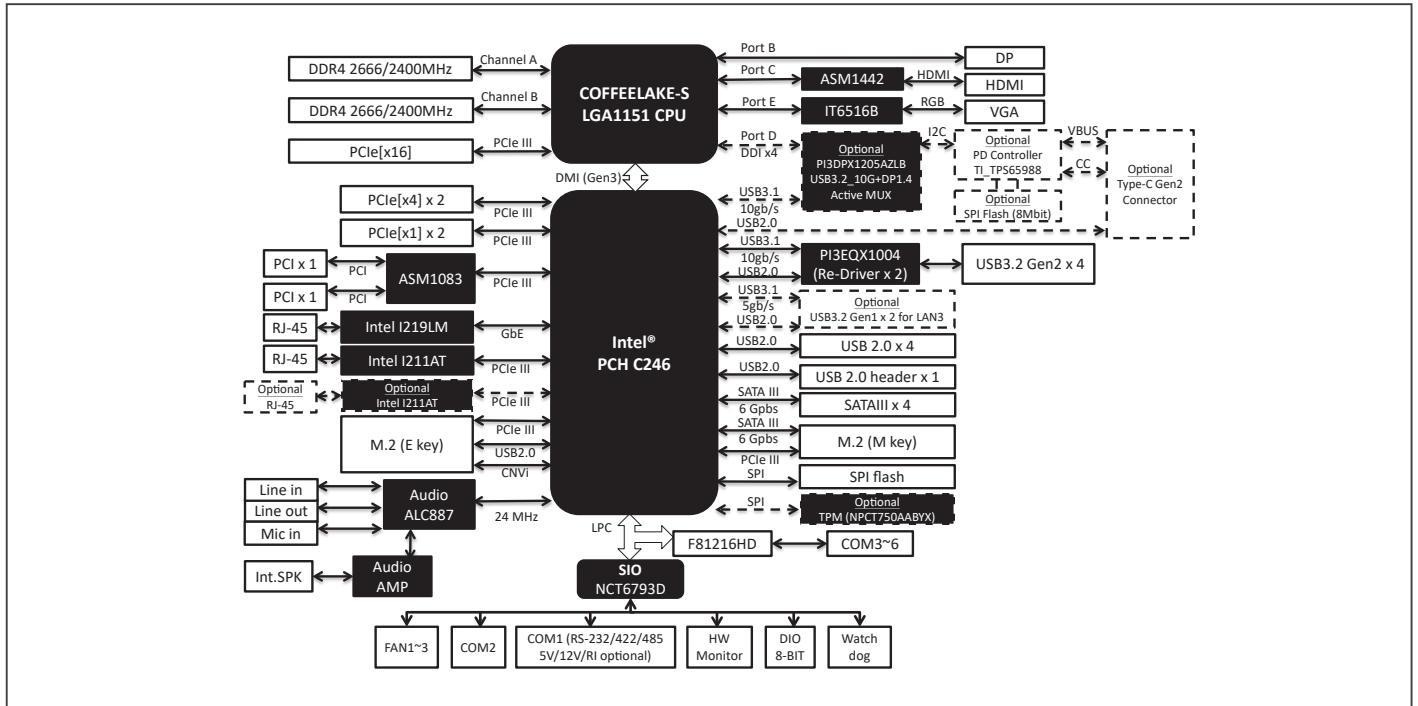 DDR4 2666/2400MHz
Channel A
DDR4 2666/2400MHz
Channel B
PCIe[x16]
PCIe III
COFFEELAKE-S
LGA1151 CPU
Port B
DP
Port C
ASM1442
HDMI
HDMI
Port E
IT6516B
RGB
VGA
Port D
DDI x4
Optional
PI3DPX1205AZLB
USB3.2_10G+DP1.4
Active MUX
I2C
Optional
PD Controller
TI_TPS65988
VBUS
CC
Optional
Type-C Gen2
Connector
Optional
SPI Flash (8Mbit)
DMI (Gen3)
PCIe[x4] x 2
PCIe III
PCIe[x1] x 2
PCIe III
PCI x 1
PCI
PCI x 1
PCI
ASM1083
PCIe III
RJ-45
Intel I219LM
GbE
RJ-45
Intel I211AT
PCIe III
Optional
RJ-45
Optional
Intel I211AT
PCIe III
M.2 (E key)
PCIe III
USB2.0
CNVi
Line in
Line out
Mic in
Audio
ALC887
24 MHz
Int.SPK
Audio
AMP
Intel®
PCH C246
USB3.1
10gb/s
USB2.0
USB3.1
10gb/s
USB2.0
PI3EQX1004
(Re-Driver x 2)
USB3.2 Gen2 x 4
USB3.1
5gb/s
USB2.0
Optional
USB3.2 Gen1 x 2 for LAN3
USB2.0
USB 2.0 x 4
USB2.0
USB 2.0 header x 1
SATA III
6 Gpbs
SATAIII x 4
SATA III
6 Gpbs
PCIe III
M.2 (M key)
SPI
SPI flash
SPI
Optional
TPM (NPCT750AABYX)
LPC
F81216HD
COM3~6
SIO
NCT6793D
FAN1~3
COM2
COM1 (RS-232/422/485
5V/12V/RI optional)
HW
Monitor
DIO
8-BIT
Watch
dog